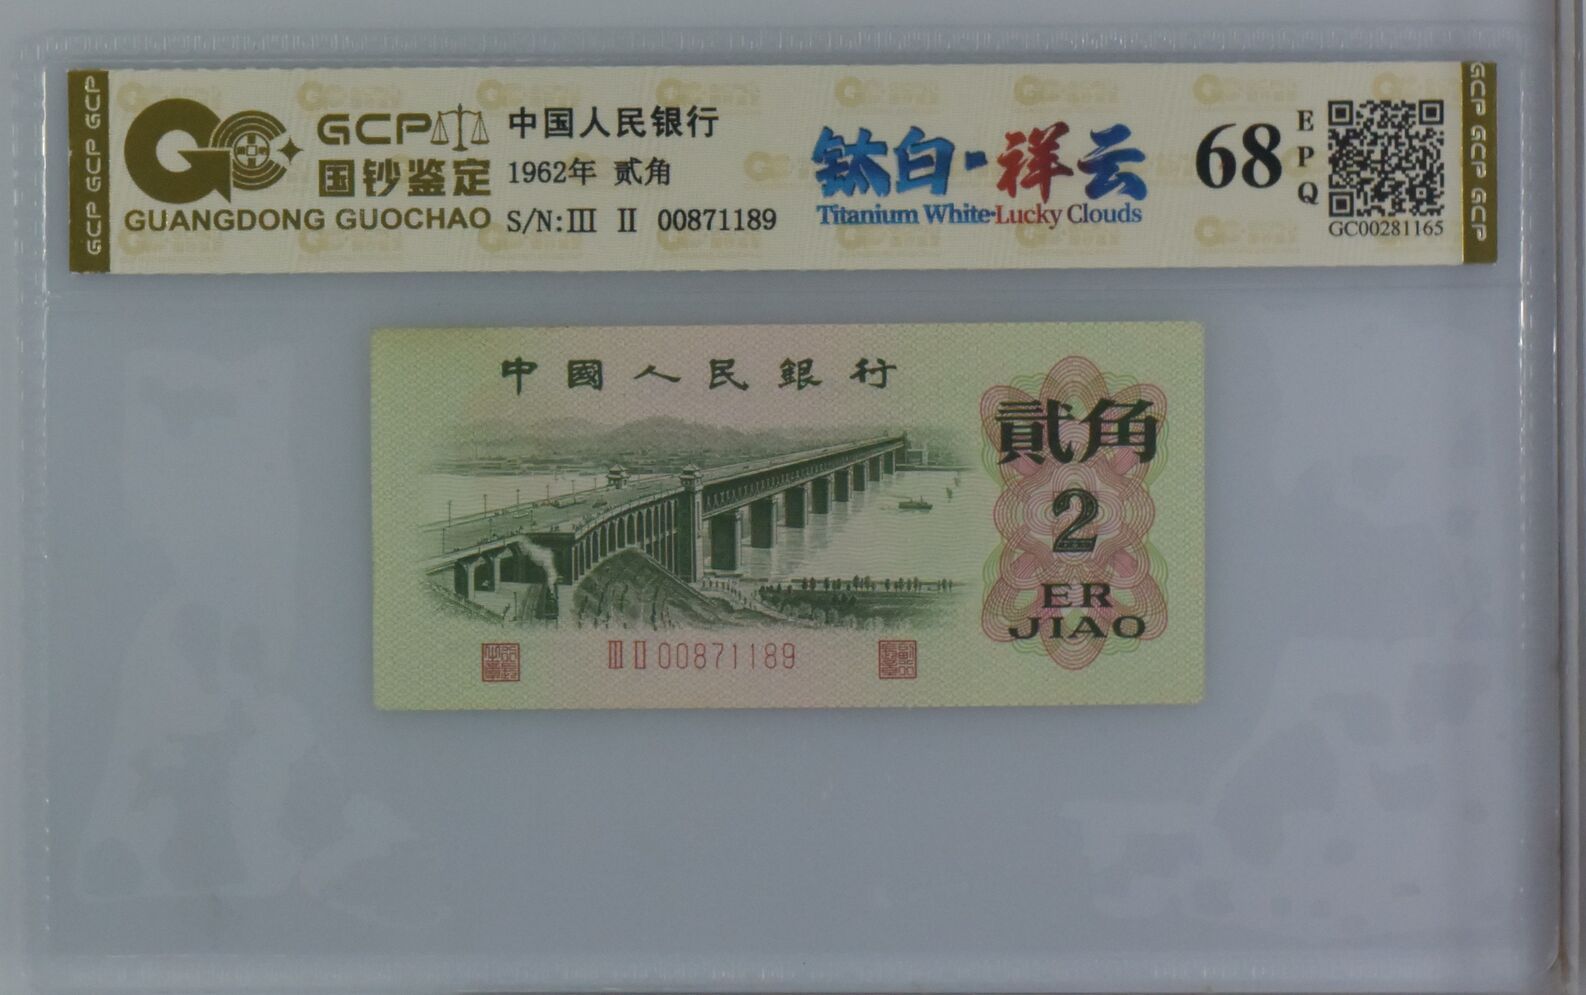 GCP GCP GCP
GCP
国钞鉴定
GUANGDONG GUOCHAO
中国人民银行
1962年 贰角
S/N:Ⅲ Ⅱ 00871189
钛白·祥云
Titanium White·Lucky Clouds
68
EPQ
GC00281165
GCP GCP GCP
中國人民銀行
貳角
2
ER
JIAO
Ⅲ Ⅱ 00871189